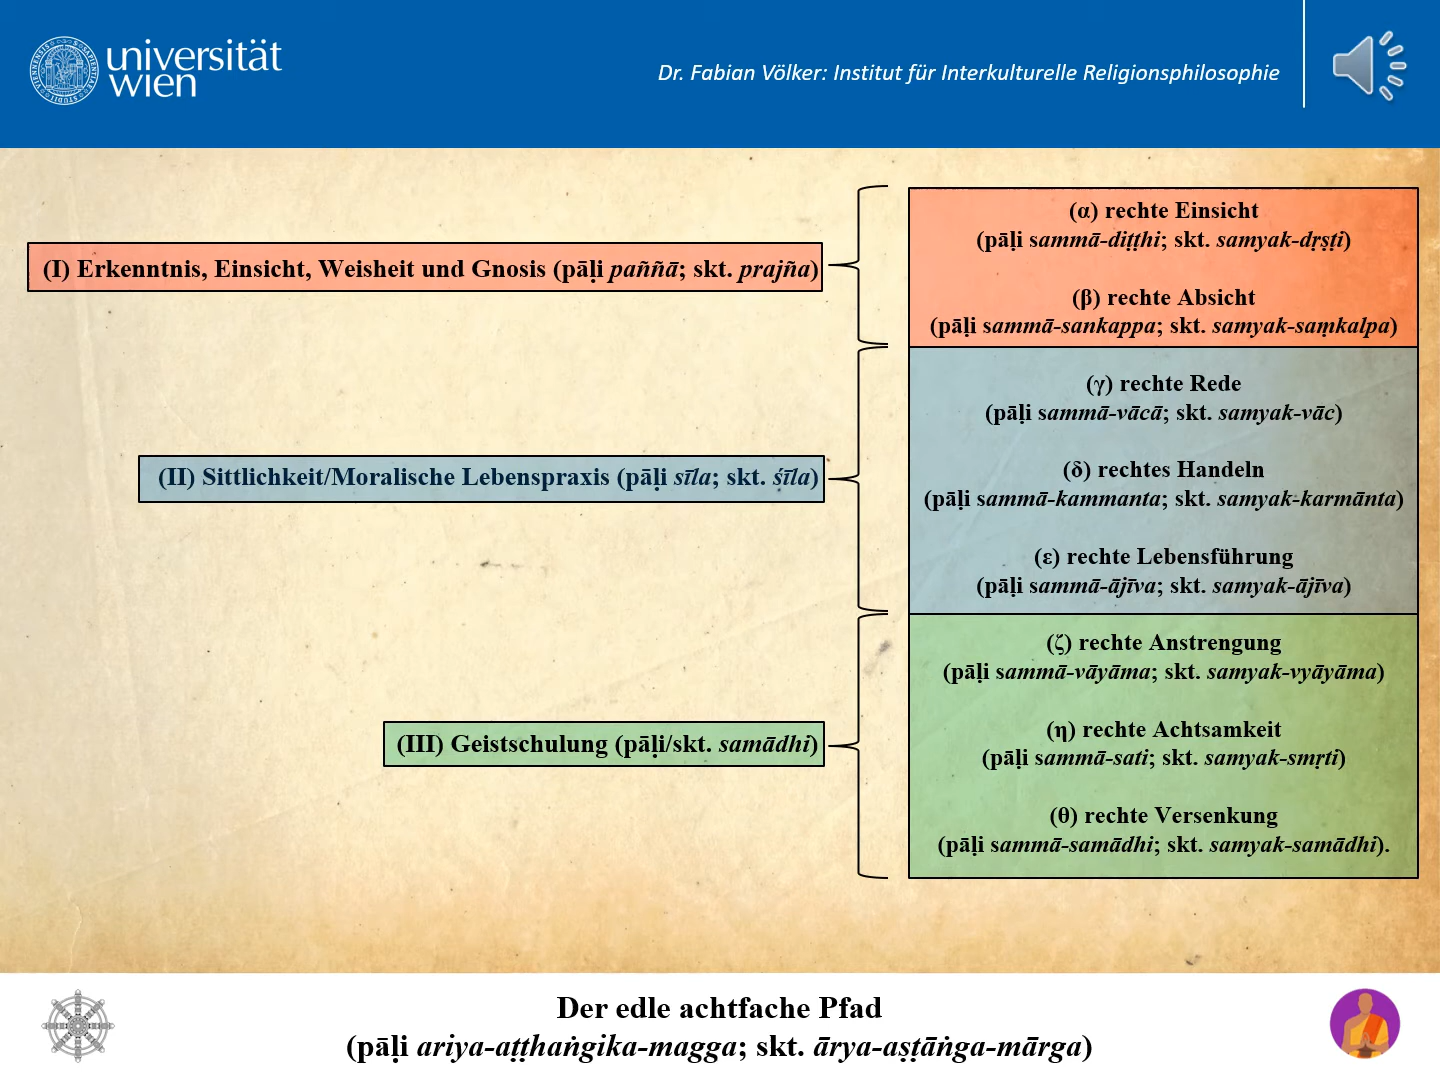 universität
wien
Dr. Fabian Völker: Institut für Interkulturelle Religionsphilosophie
(I) Erkenntnis, Einsicht, Weisheit und Gnosis (pāḷi paññā; skt. prajña)
(α) rechte Einsicht
(pāḷi sammā-diṭṭhi; skt. samyak-dṛṣṭi)
(β) rechte Absicht
(pāḷi sammā-sankappa; skt. samyak-saṃkalpa)
(II) Sittlichkeit/Moralische Lebenspraxis (pāḷi sīla; skt. śīla)
(γ) rechte Rede
(pāḷi sammā-vācā; skt. samyak-vāc)
(δ) rechtes Handeln
(pāḷi sammā-kammanta; skt. samyak-karmānta)
(ε) rechte Lebensführung
(pāḷi sammā-ājīva; skt. samyak-ājīva)
(III) Geistschulung (pāḷi/skt. samādhi)
(ζ) rechte Anstrengung
(pāḷi sammā-vāyāma; skt. samyak-vyāyāma)
(η) rechte Achtsamkeit
(pāḷi sammā-sati; skt. samyak-smṛti)
(θ) rechte Versenkung
(pāḷi sammā-samādhi; skt. samyak-samādhi).
Der edle achtfache Pfad
(pāḷi ariya-aṭṭhaṅgika-magga; skt. ārya-aṣṭāṅga-mārga)